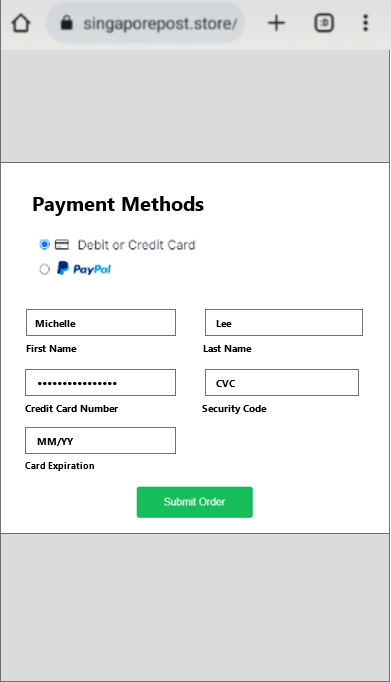 singaporepost.store/
:D
Payment Methods
Debit or Credit Card
PayPal
Michelle
Lee
First Name
Last Name
••••••••••••••••
CVC
Credit Card Number
Security Code
MM/YY
Card Expiration
Submit Order